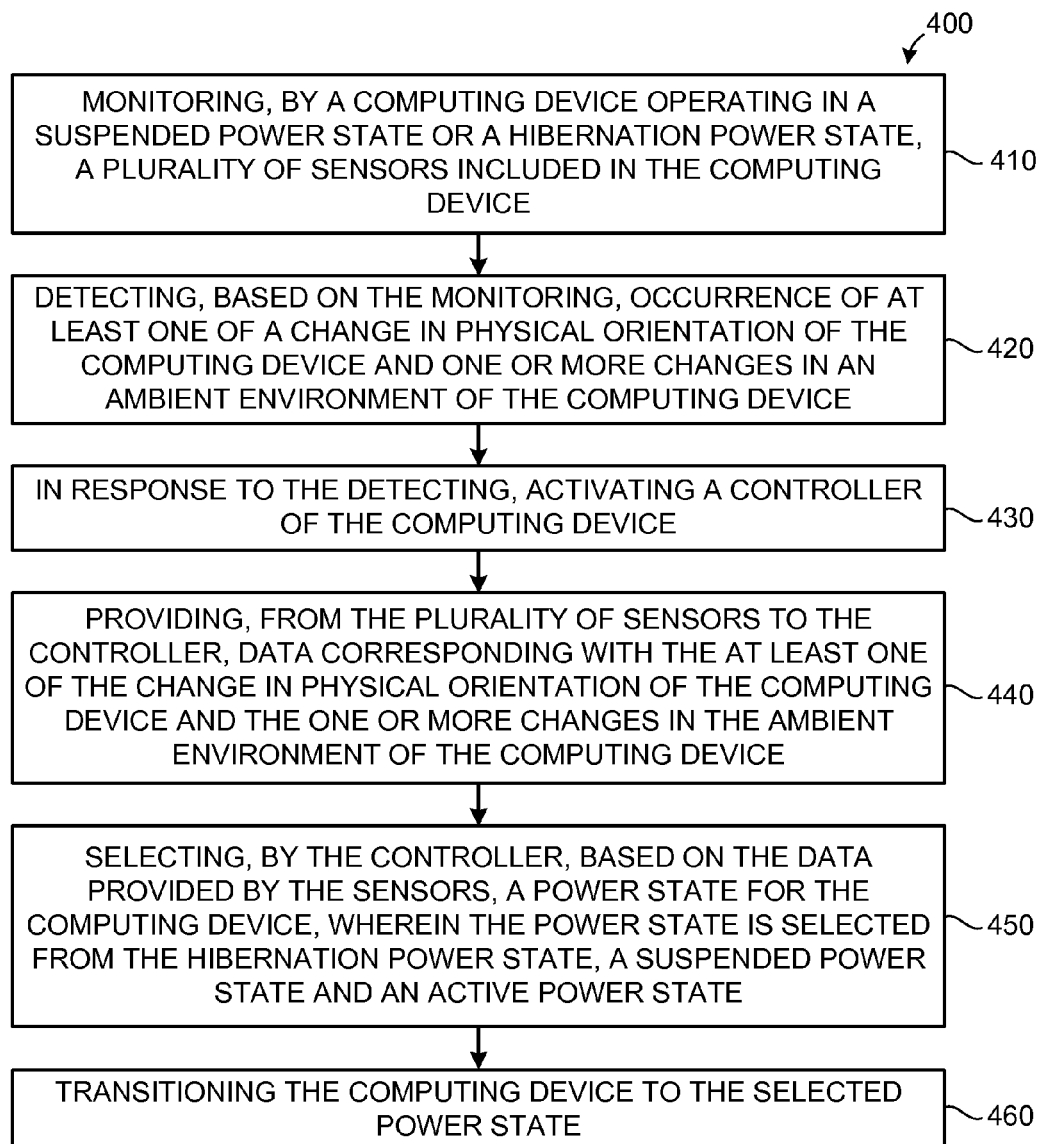 400
MONITORING, BY A COMPUTING DEVICE OPERATING IN A
SUSPENDED POWER STATE OR A HIBERNATION POWER STATE,
A PLURALITY OF SENSORS INCLUDED IN THE COMPUTING
DEVICE
410
DETECTING, BASED ON THE MONITORING, OCCURRENCE OF AT
LEAST ONE OF A CHANGE IN PHYSICAL ORIENTATION OF THE
COMPUTING DEVICE AND ONE OR MORE CHANGES IN AN
AMBIENT ENVIRONMENT OF THE COMPUTING DEVICE
420
IN RESPONSE TO THE DETECTING, ACTIVATING A CONTROLLER
OF THE COMPUTING DEVICE
430
PROVIDING, FROM THE PLURALITY OF SENSORS TO THE
CONTROLLER, DATA CORRESPONDING WITH THE AT LEAST ONE
OF THE CHANGE IN PHYSICAL ORIENTATION OF THE COMPUTING
DEVICE AND THE ONE OR MORE CHANGES IN THE AMBIENT
ENVIRONMENT OF THE COMPUTING DEVICE
440
SELECTING, BY THE CONTROLLER, BASED ON THE DATA
PROVIDED BY THE SENSORS, A POWER STATE FOR THE
COMPUTING DEVICE, WHEREIN THE POWER STATE IS SELECTED
FROM THE HIBERNATION POWER STATE, A SUSPENDED POWER
STATE AND AN ACTIVE POWER STATE
450
TRANSITIONING THE COMPUTING DEVICE TO THE SELECTED
POWER STATE
460